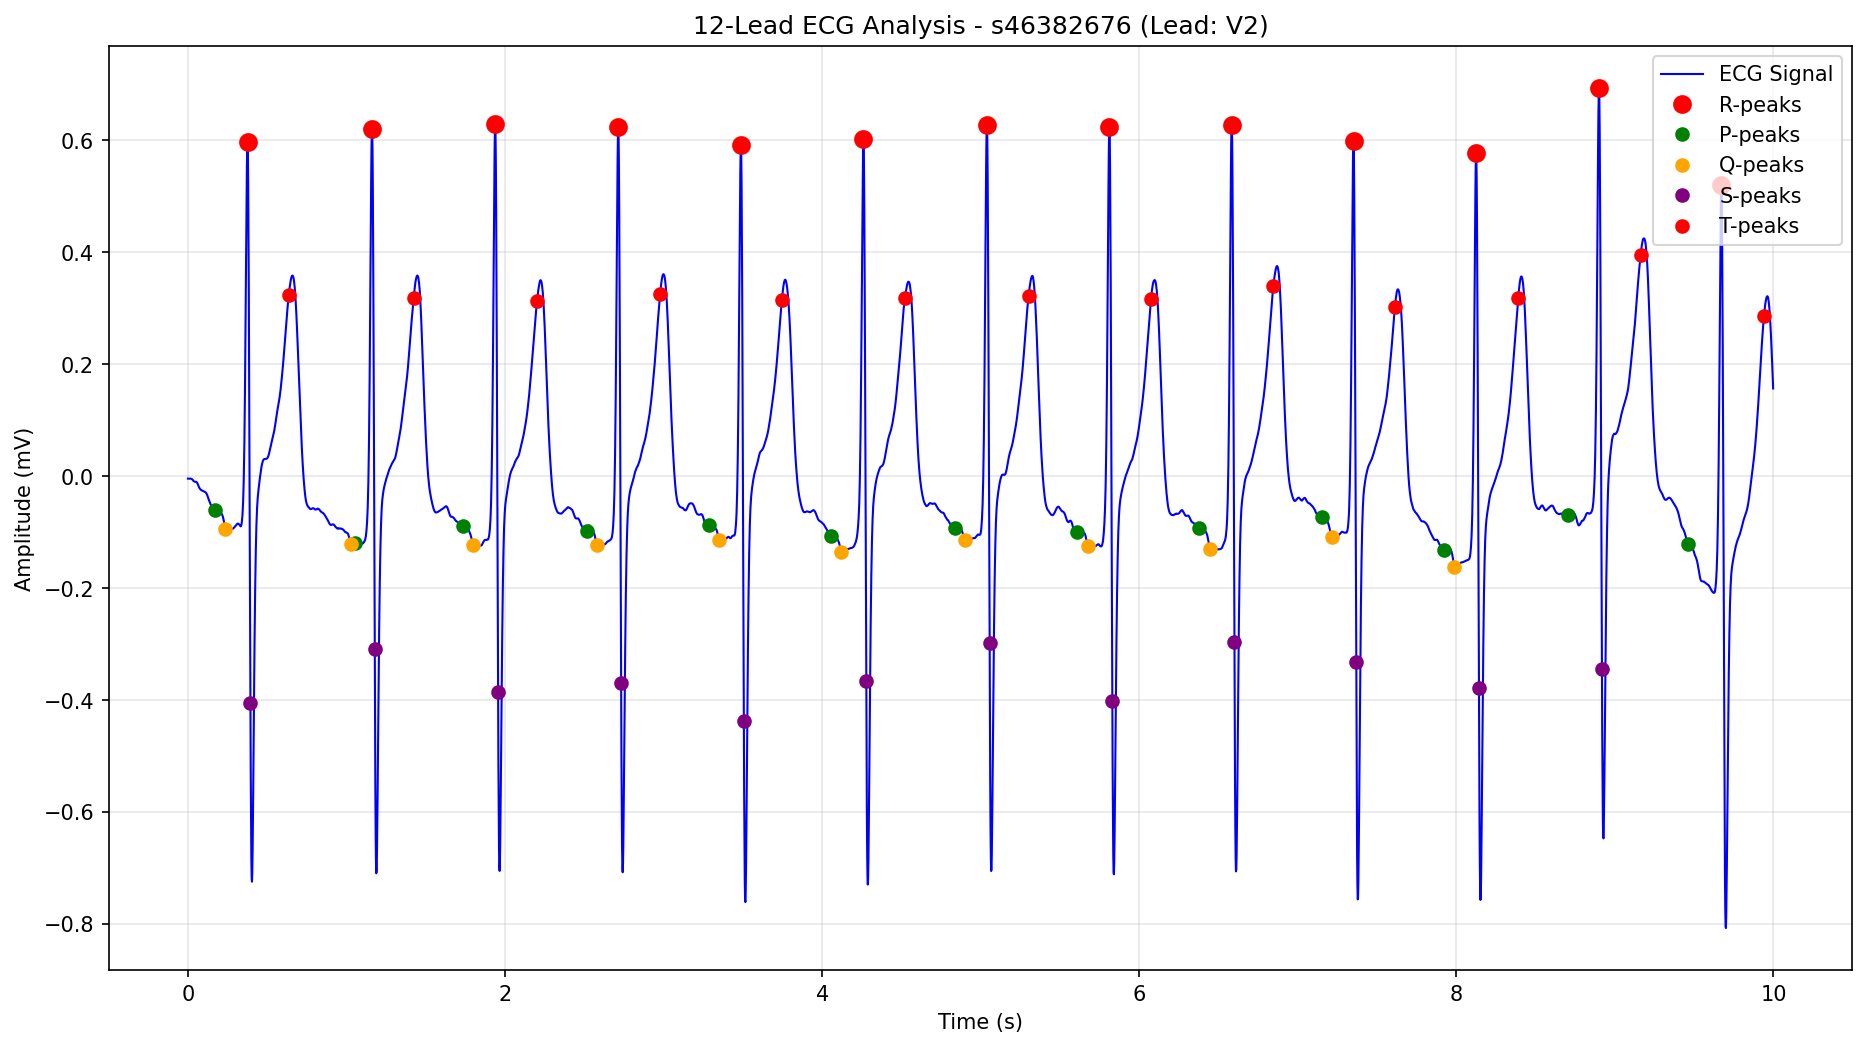 12-Lead ECG Analysis - s46382676 (Lead: V2)
ECG Signal
R-peaks
P-peaks
Q-peaks
S-peaks
T-peaks
Amplitude (mV)
0.6
0.4
0.2
0.0
−0.2
−0.4
−0.6
−0.8
0 2 4 6 8 10
Time (s)